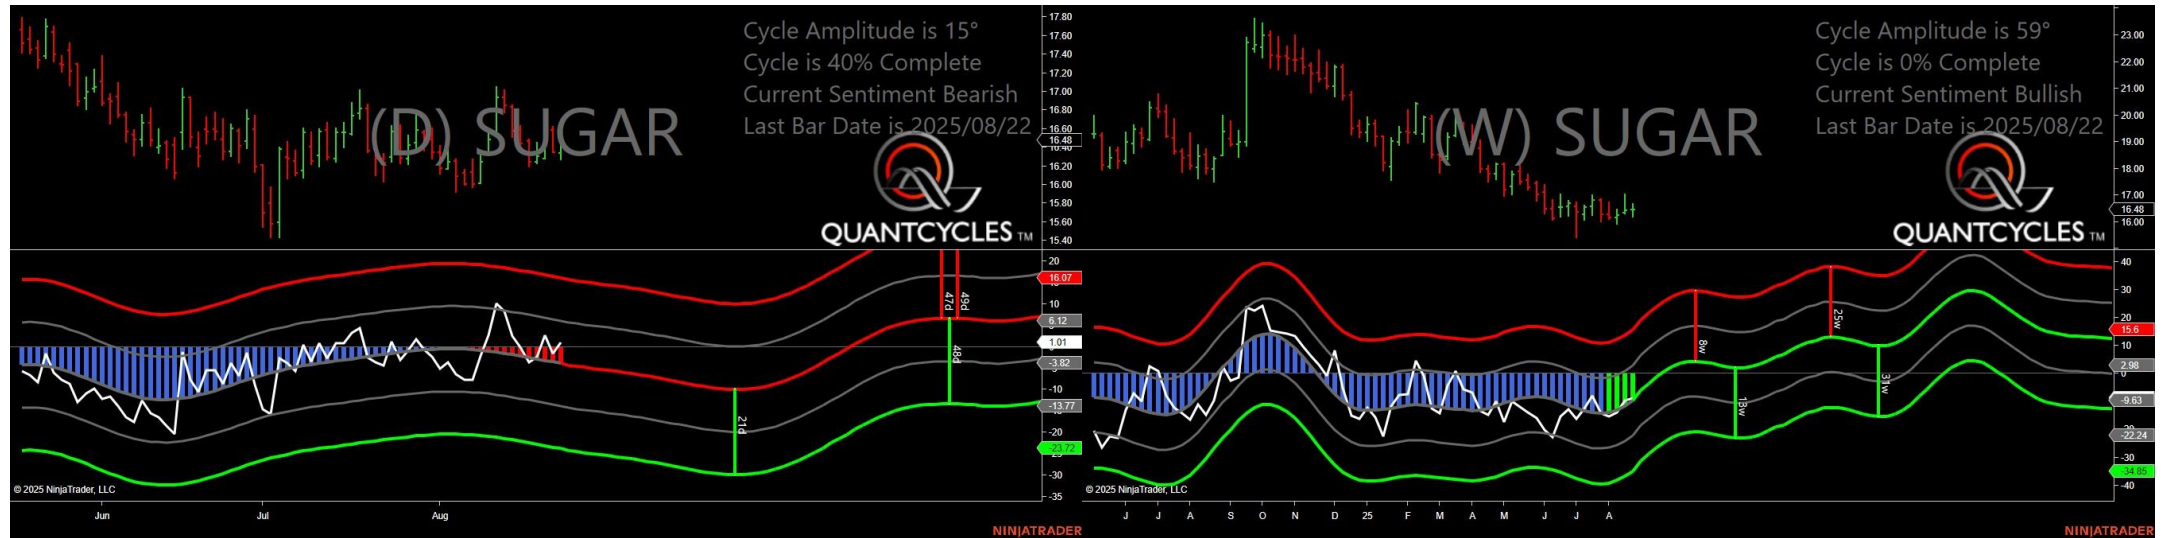 Cycle Amplitude is 15°
Cycle is 40% Complete
Current Sentiment Bearish
Last Bar Date is 2025/08/22
(D) SUGAR
QUANTCYCLES TM
17.80
17.60
17.40
17.20
17.00
16.80
16.60
16.48
16.40
16.20
16.00
15.80
15.60
15.40
20
16.07
10
6.12
1.01
-3.82
-10
-13.77
-20
-23.72
-30
-35
47d
49d
48d
21d
© 2025 NinjaTrader, LLC
Jun
Jul
Aug
NINJATRADER
Cycle Amplitude is 59°
Cycle is 0% Complete
Current Sentiment Bullish
Last Bar Date is 2025/08/22
(W) SUGAR
QUANTCYCLES TM
23.00
22.00
21.00
20.00
19.00
18.00
17.00
16.48
16.00
40
30
20
15.6
10
2.98
0
-9.63
-22.24
-30
-34.85
-40
8w
25w
13w
31w
© 2025 NinjaTrader, LLC
J
J
A
S
O
N
D
25
F
M
A
M
J
J
A
NINJATRADER